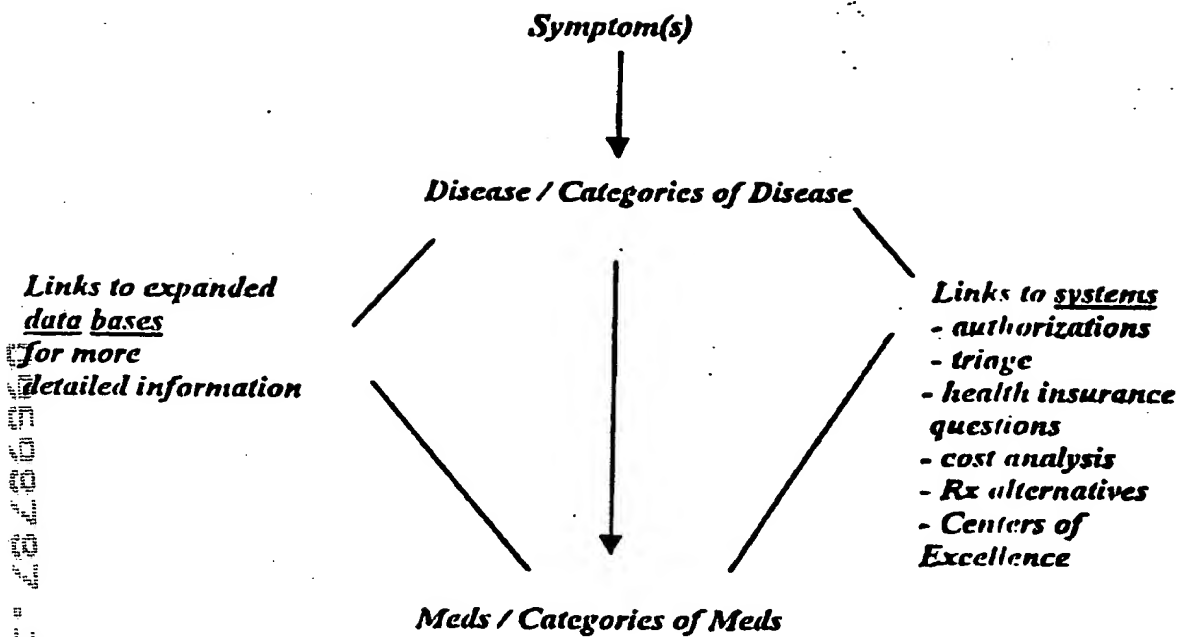 Symptom(s)
Disease / Categories of Disease
Links to expanded
data bases
for more
detailed information
Links to systems
- authorizations
- triage
- health insurance
questions
- cost analysis
- Rx alternatives
- Centers of
Excellence
Meds / Categories of Meds